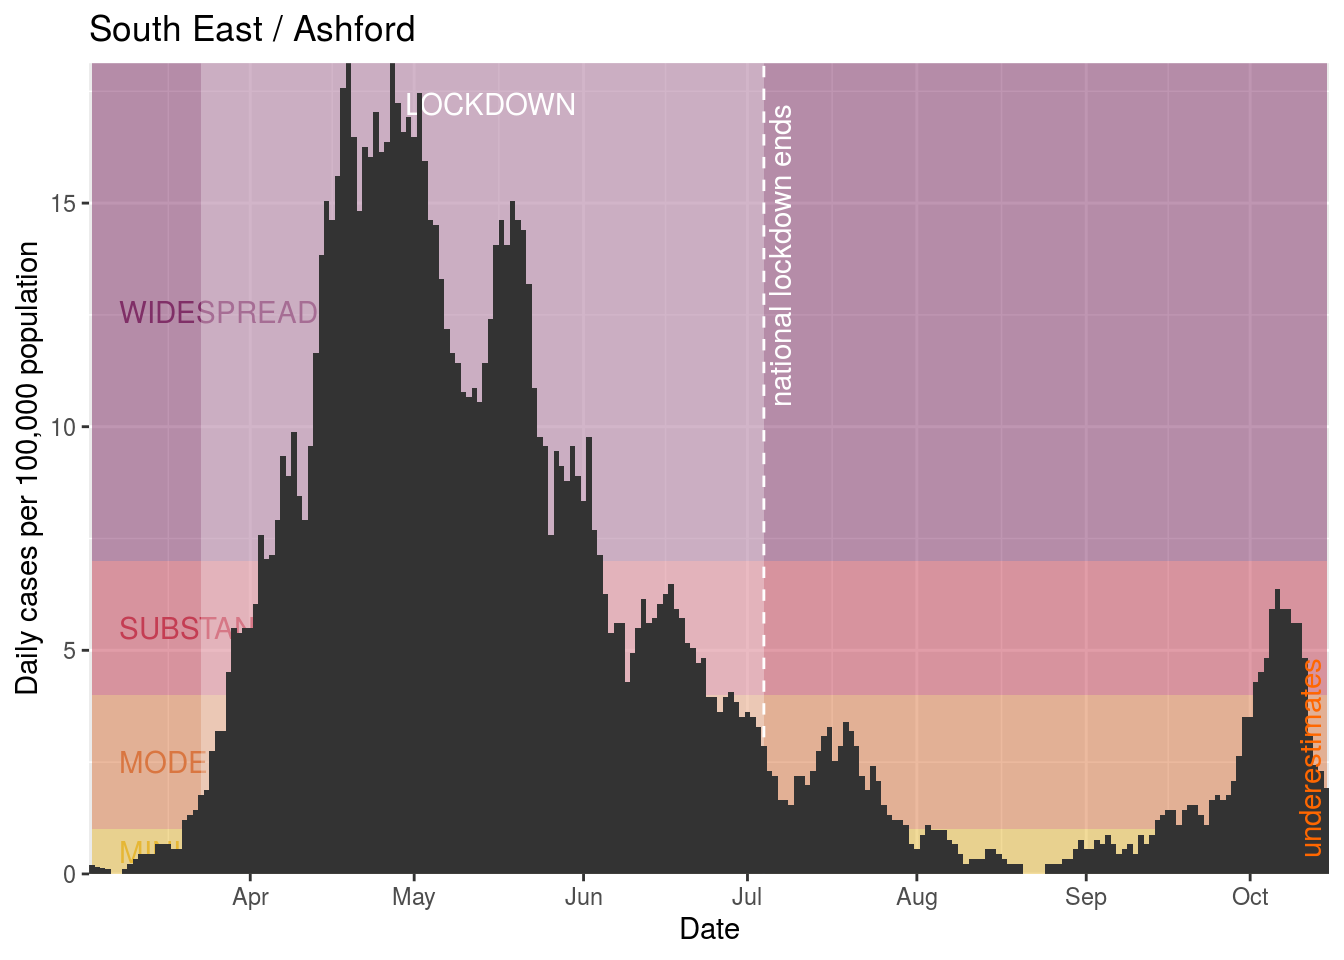 South East / Ashford
LOCKDOWN
national lockdown ends
WIDESPREAD
SUBSTAN
MODE
MINI
underestimates
Daily cases per 100,000 population
15
10
5
0
Apr
May
Jun
Jul
Aug
Sep
Oct
Date